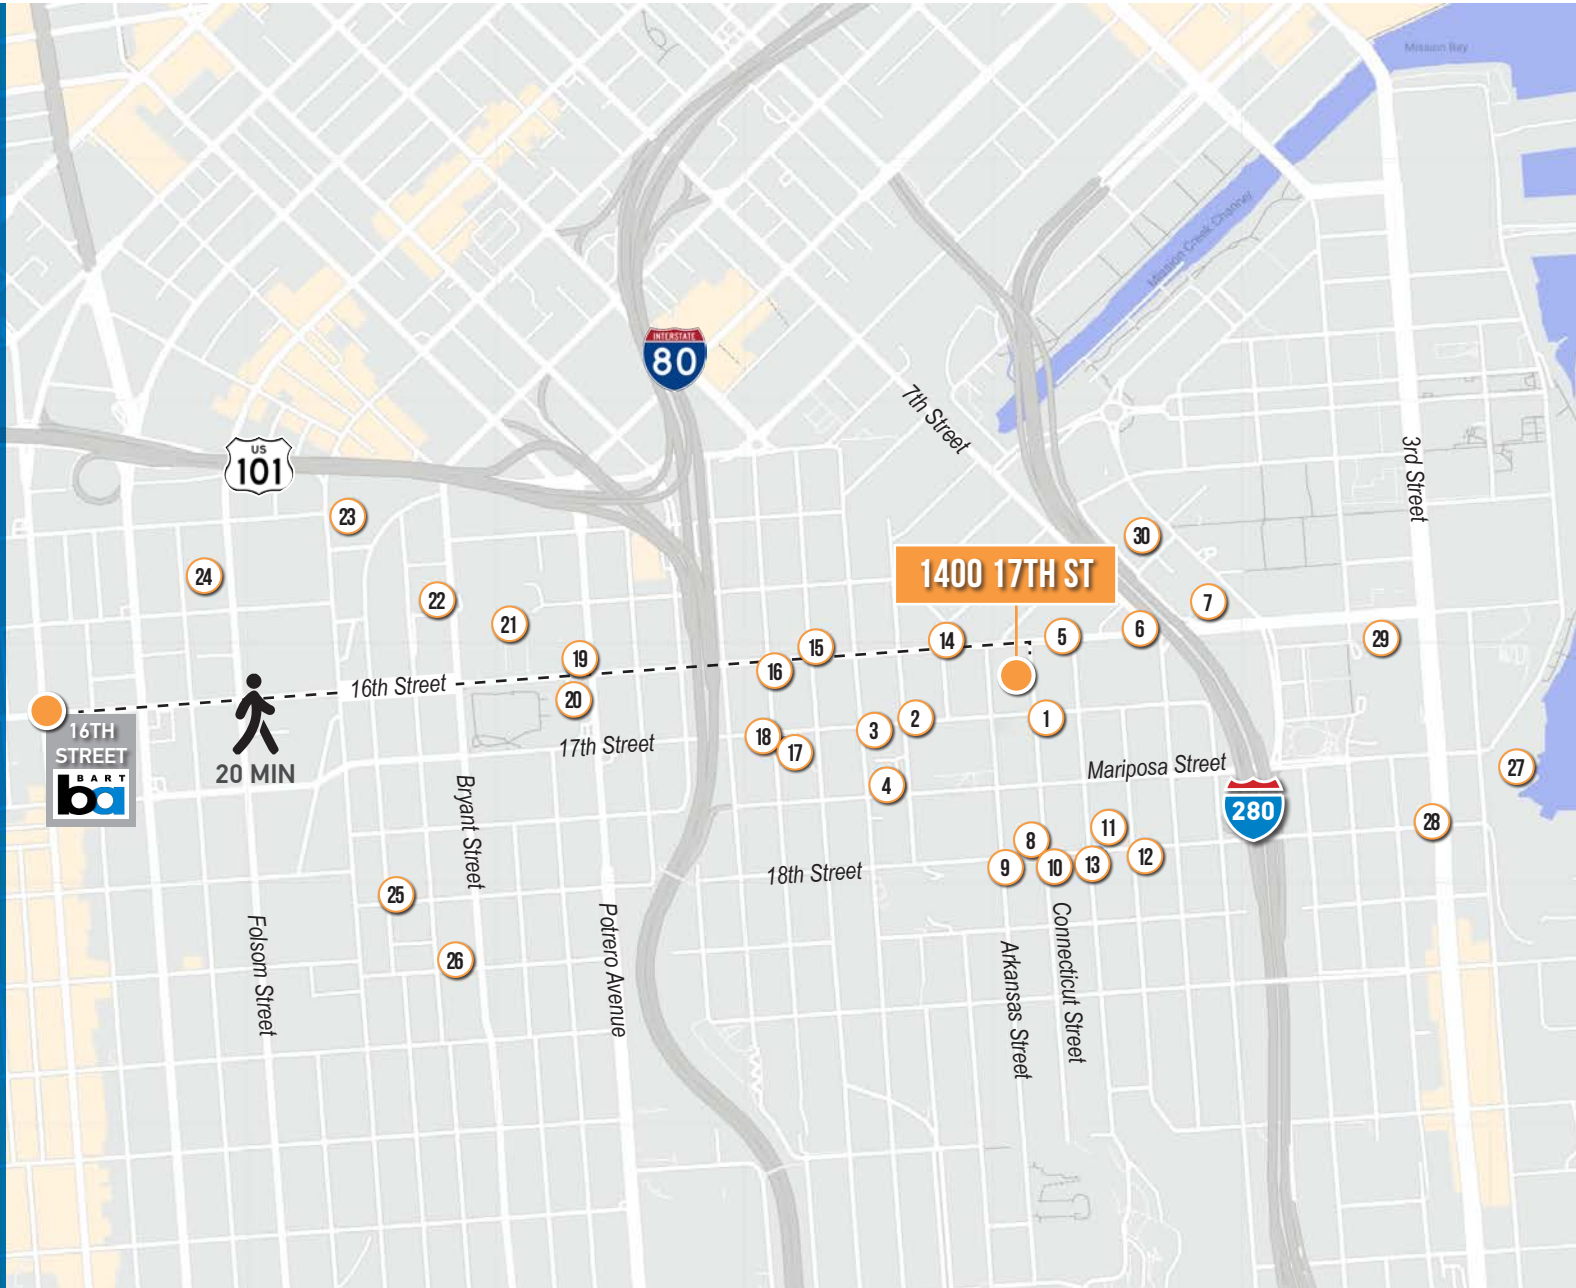 Mission Bay
Mission Creek Channel
INTERSTATE
80
7th Street
US
101
3rd Street
23
30
1400 17TH ST
24
22
7
21
5
6
29
14
15
19
16
16th Street
20
1
2
3
16TH
STREET
BART
ba
20 MIN
17th Street
18
17
Mariposa Street
27
4
Bryant Street
280
28
8
11
9
10
13
12
18th Street
25
Folsom Street
Potrero Avenue
Arkansas Street
Connecticut Street
26